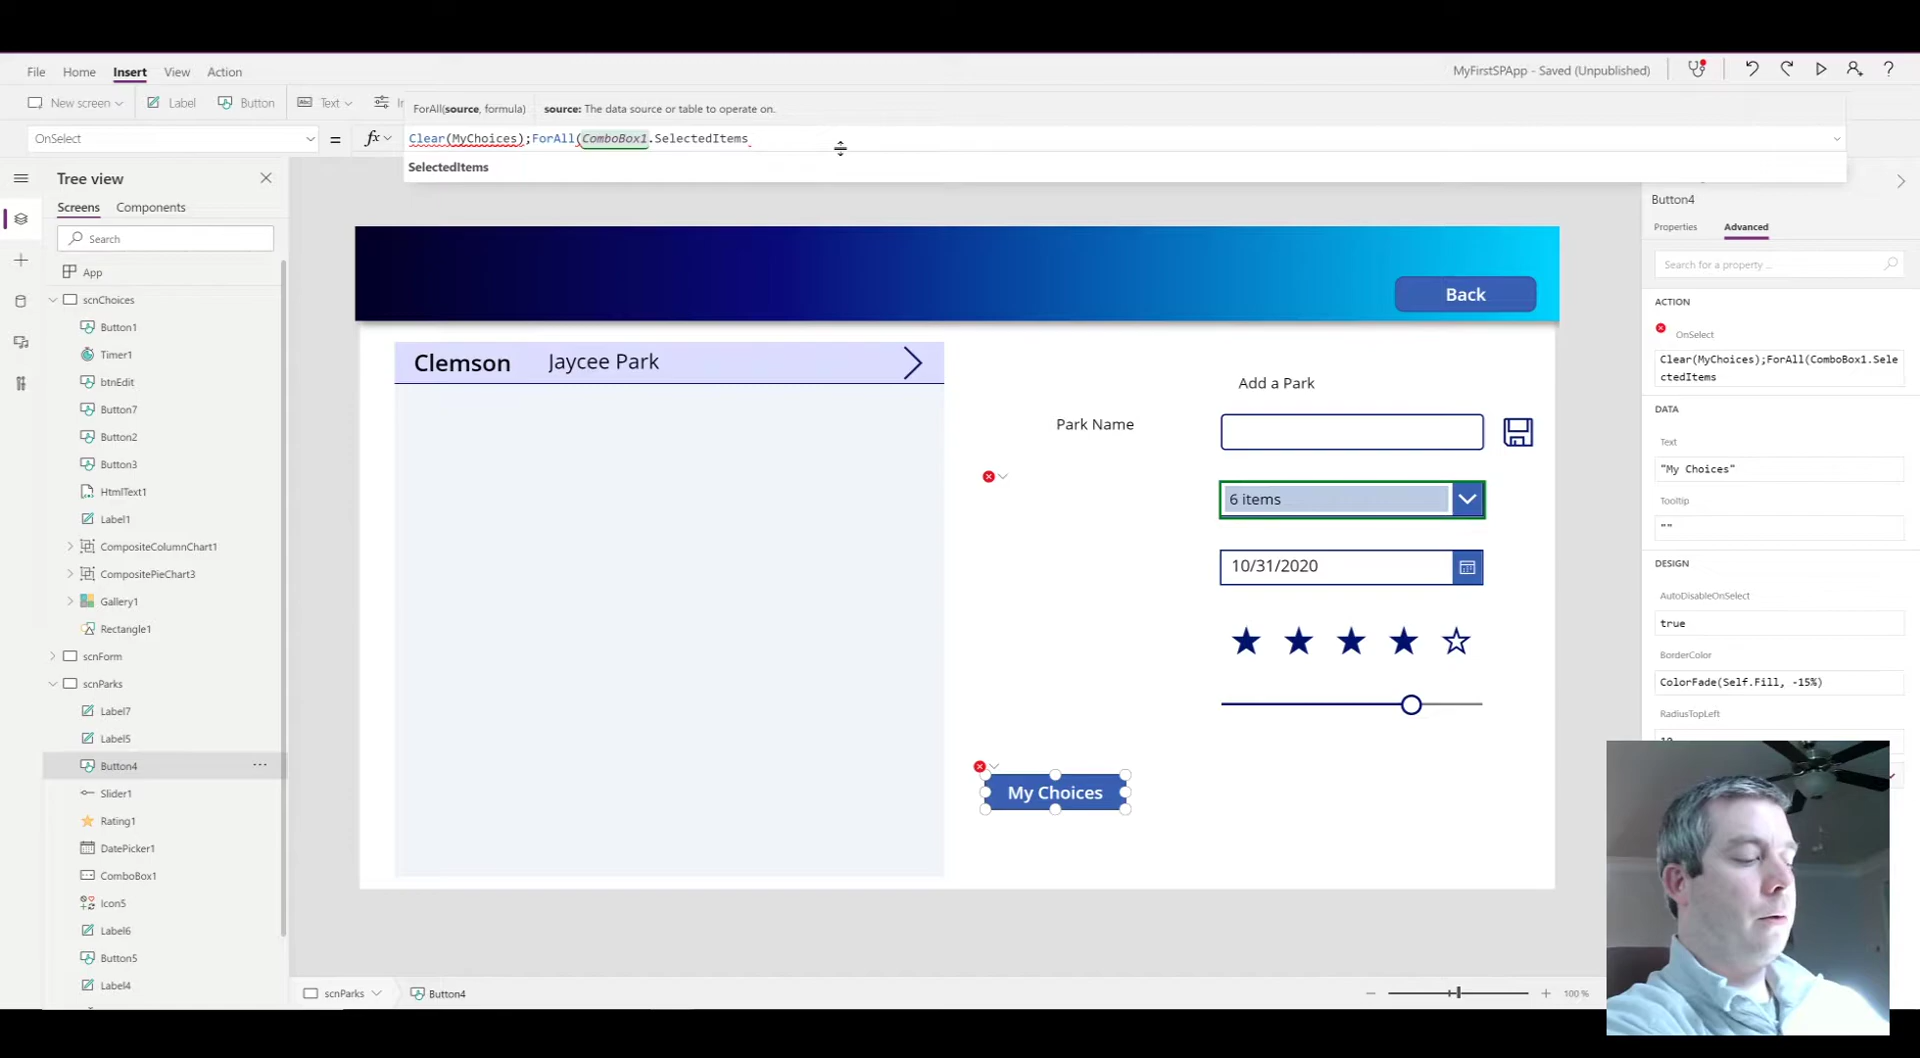 File Home Insert View Action
MyFirstSPApp - Saved (Unpublished)
New screen Label Button Text
ForAll(source, formula) source: The data source or table to operate on.
OnSelect = fx Clear(MyChoices);ForAll(ComboBox1.SelectedItems
SelectedItems
Tree view
Screens Components
Search
App
scnChoices
Button1
Timer1
btnEdit
Button7
Button2
Button3
HtmlText1
Label1
CompositeColumnChart1
CompositePieChart3
Gallery1
Rectangle1
scnForm
scnParks
Label7
Label5
Button4
Slider1
Rating1
DatePicker1
ComboBox1
Icon5
Label6
Button5
Label4
Back
Clemson Jaycee Park
Add a Park
Park Name
6 items
10/31/2020
My Choices
scnParks Button4
100 %
Button4
Properties Advanced
Search for a property ...
ACTION
OnSelect
Clear(MyChoices);ForAll(ComboBox1.Sele
ctedItems
DATA
Text
"My Choices"
Tooltip
""
DESIGN
AutoDisableOnSelect
true
BorderColor
ColorFade(Self.Fill, -15%)
RadiusTopLeft